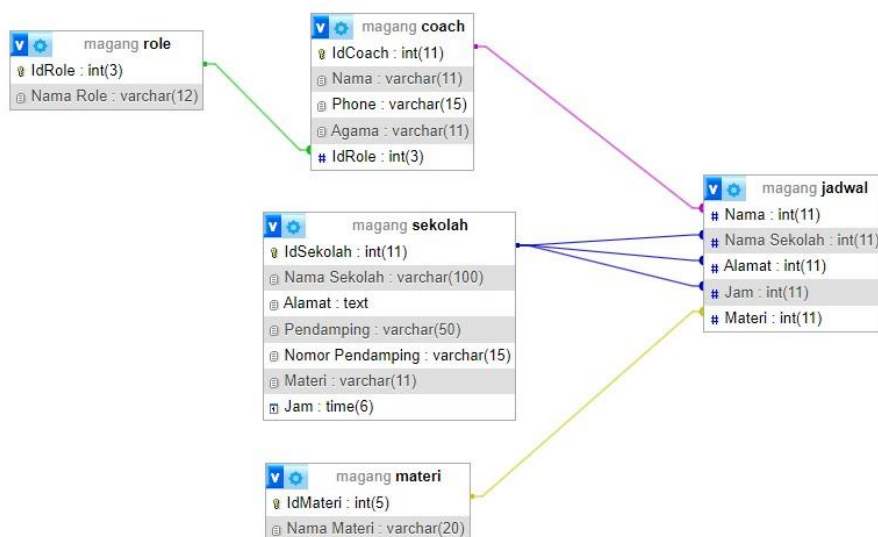 magang role
IdRole : int(3)
Nama Role : varchar(12)
magang coach
IdCoach : int(11)
Nama : varchar(11)
Phone : varchar(15)
Agama : varchar(11)
# IdRole : int(3)
magang sekolah
IdSekolah : int(11)
Nama Sekolah : varchar(100)
Alamat : text
Pendamping : varchar(50)
Nomor Pendamping : varchar(15)
Materi : varchar(11)
Jam : time(6)
magang jadwal
# Nama : int(11)
# Nama Sekolah : int(11)
# Alamat : int(11)
# Jam : int(11)
# Materi : int(11)
magang materi
IdMateri : int(5)
Nama Materi : varchar(20)